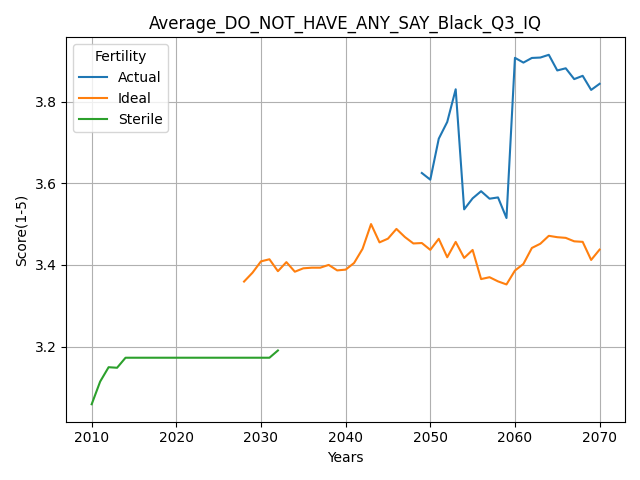 Average_DO_NOT_HAVE_ANY_SAY_Black_Q3_IQ
Fertility
Actual
Ideal
Sterile
Score(1-5)
3.8
3.6
3.4
3.2
2010 2020 2030 2040 2050 2060 2070
Years